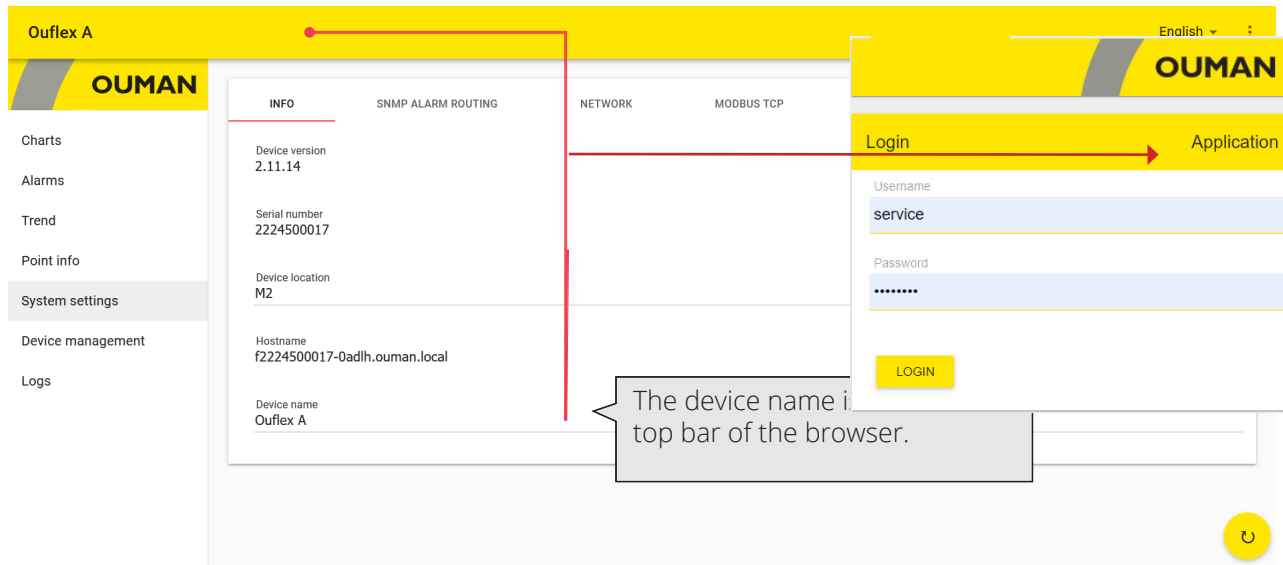 Ouflex A
English
OUMAN
OUMAN
INFO
SNMP ALARM ROUTING
NETWORK
MODBUS TCP
Charts
Alarms
Trend
Point info
System settings
Device management
Logs
Device version
2.11.14
Serial number
2224500017
Device location
M2
Hostname
f2224500017-0adlh.ouman.local
Device name
Ouflex A
Login
Application
Username
service
Password
••••••••
LOGIN
The device name
top bar of the browser.